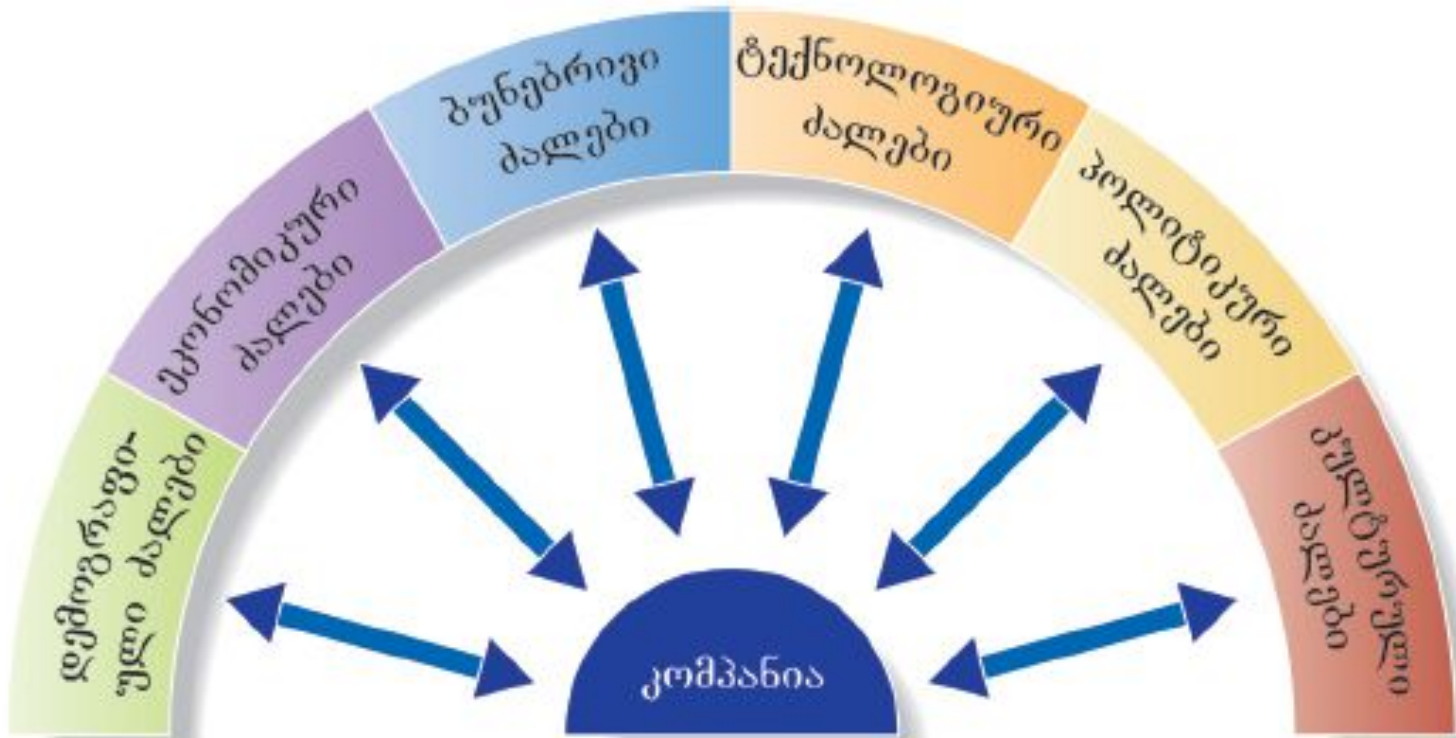 დემოგრაფი-
ული ძალები
ეკონომიკური
ძალები
ბუნებრივი
ძალები
ტექნოლოგიური
ძალები
პოლიტიკური
ძალები
კულტურული
ძალები
კომპანია